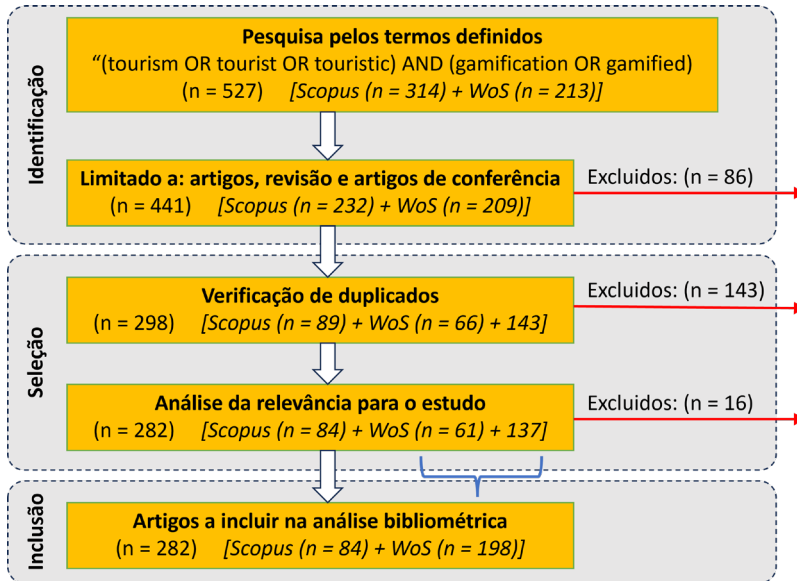 Identificação
Pesquisa pelos termos definidos
“(tourism OR tourist OR touristic) AND (gamification OR gamified)
(n = 527) [Scopus (n = 314) + WoS (n = 213)]
Limitado a: artigos, revisão e artigos de conferência
(n = 441) [Scopus (n = 232) + WoS (n = 209)]
Excluidos: (n = 86)
Seleção
Verificação de duplicados
(n = 298) [Scopus (n = 89) + WoS (n = 66) + 143]
Excluidos: (n = 143)
Análise da relevância para o estudo
(n = 282) [Scopus (n = 84) + WoS (n = 61) + 137]
Excluidos: (n = 16)
Inclusão
Artigos a incluir na análise bibliométrica
(n = 282) [Scopus (n = 84) + WoS (n = 198)]